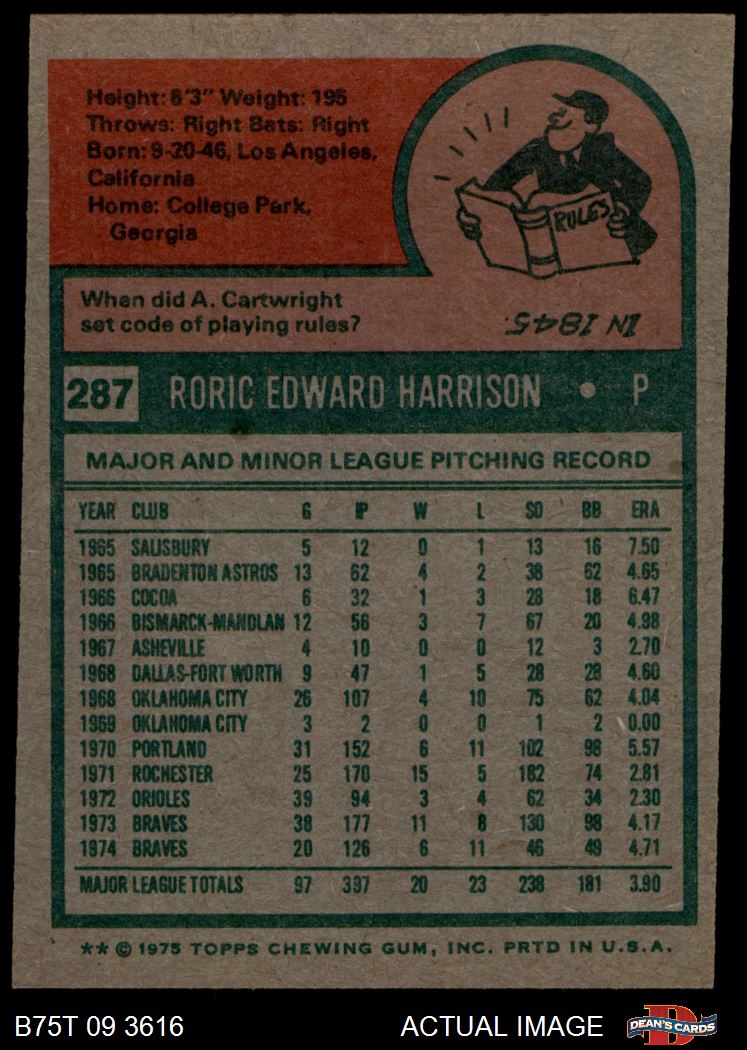 Height: 6'3" Weight: 195
Throws: Right Bats: Right
Born: 9-20-46, Los Angeles,
California
Home: College Park,
Georgia
RULES
When did A. Cartwright
set code of playing rules?
IN 1845.
287 RORIC EDWARD HARRISON • P
MAJOR AND MINOR LEAGUE PITCHING RECORD
YEAR CLUB G IP W L SO BB ERA
1965 SALISBURY 5 12 0 1 13 16 7.50
1965 BRADENTON ASTROS 13 62 4 2 38 62 4.65
1966 COCOA 6 32 1 3 28 18 6.47
1966 BISMARCK-MANDLAN 12 56 3 7 67 20 4.98
1967 ASHEVILLE 4 10 0 0 12 3 2.70
1968 DALLAS-FORT WORTH 9 47 1 5 28 28 4.60
1968 OKLAHOMA CITY 26 107 4 10 75 62 4.04
1969 OKLAHOMA CITY 3 2 0 0 1 2 0.00
1970 PORTLAND 31 152 6 11 102 98 5.57
1971 ROCHESTER 25 170 15 5 182 74 2.81
1972 ORIOLES 39 94 3 4 62 34 2.30
1973 BRAVES 38 177 11 8 130 98 4.17
1974 BRAVES 20 126 6 11 46 49 4.71
MAJOR LEAGUE TOTALS 97 397 20 23 238 181 3.90
** © 1975 TOPPS CHEWING GUM, INC. PRTD IN U.S.A.
B75T 09 3616 ACTUAL IMAGE DEAN'S CARDS